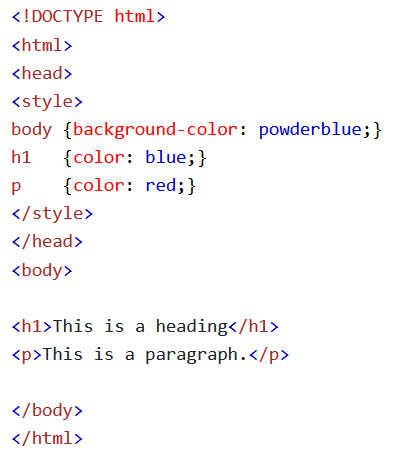 <!DOCTYPE html>
<html>
<head>
<style>
body {background-color: powderblue;}
h1   {color: blue;}
p    {color: red;}
</style>
</head>
<body>

<h1>This is a heading</h1>
<p>This is a paragraph.</p>

</body>
</html>